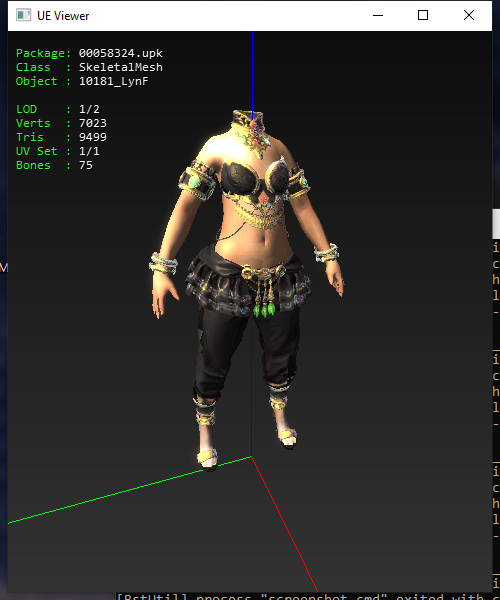 UE Viewer
Package: 00058324.upk
Class : SkeletalMesh
Object : 10181_LynF
LOD : 1/2
Verts : 7023
Tris : 9499
UV Set : 1/1
Bones : 75
M
i
c
h
l
-
i
c
h
l
-
i
c
h
l
-
i
[BstUtil] process "screenshot.cmd" exited with c